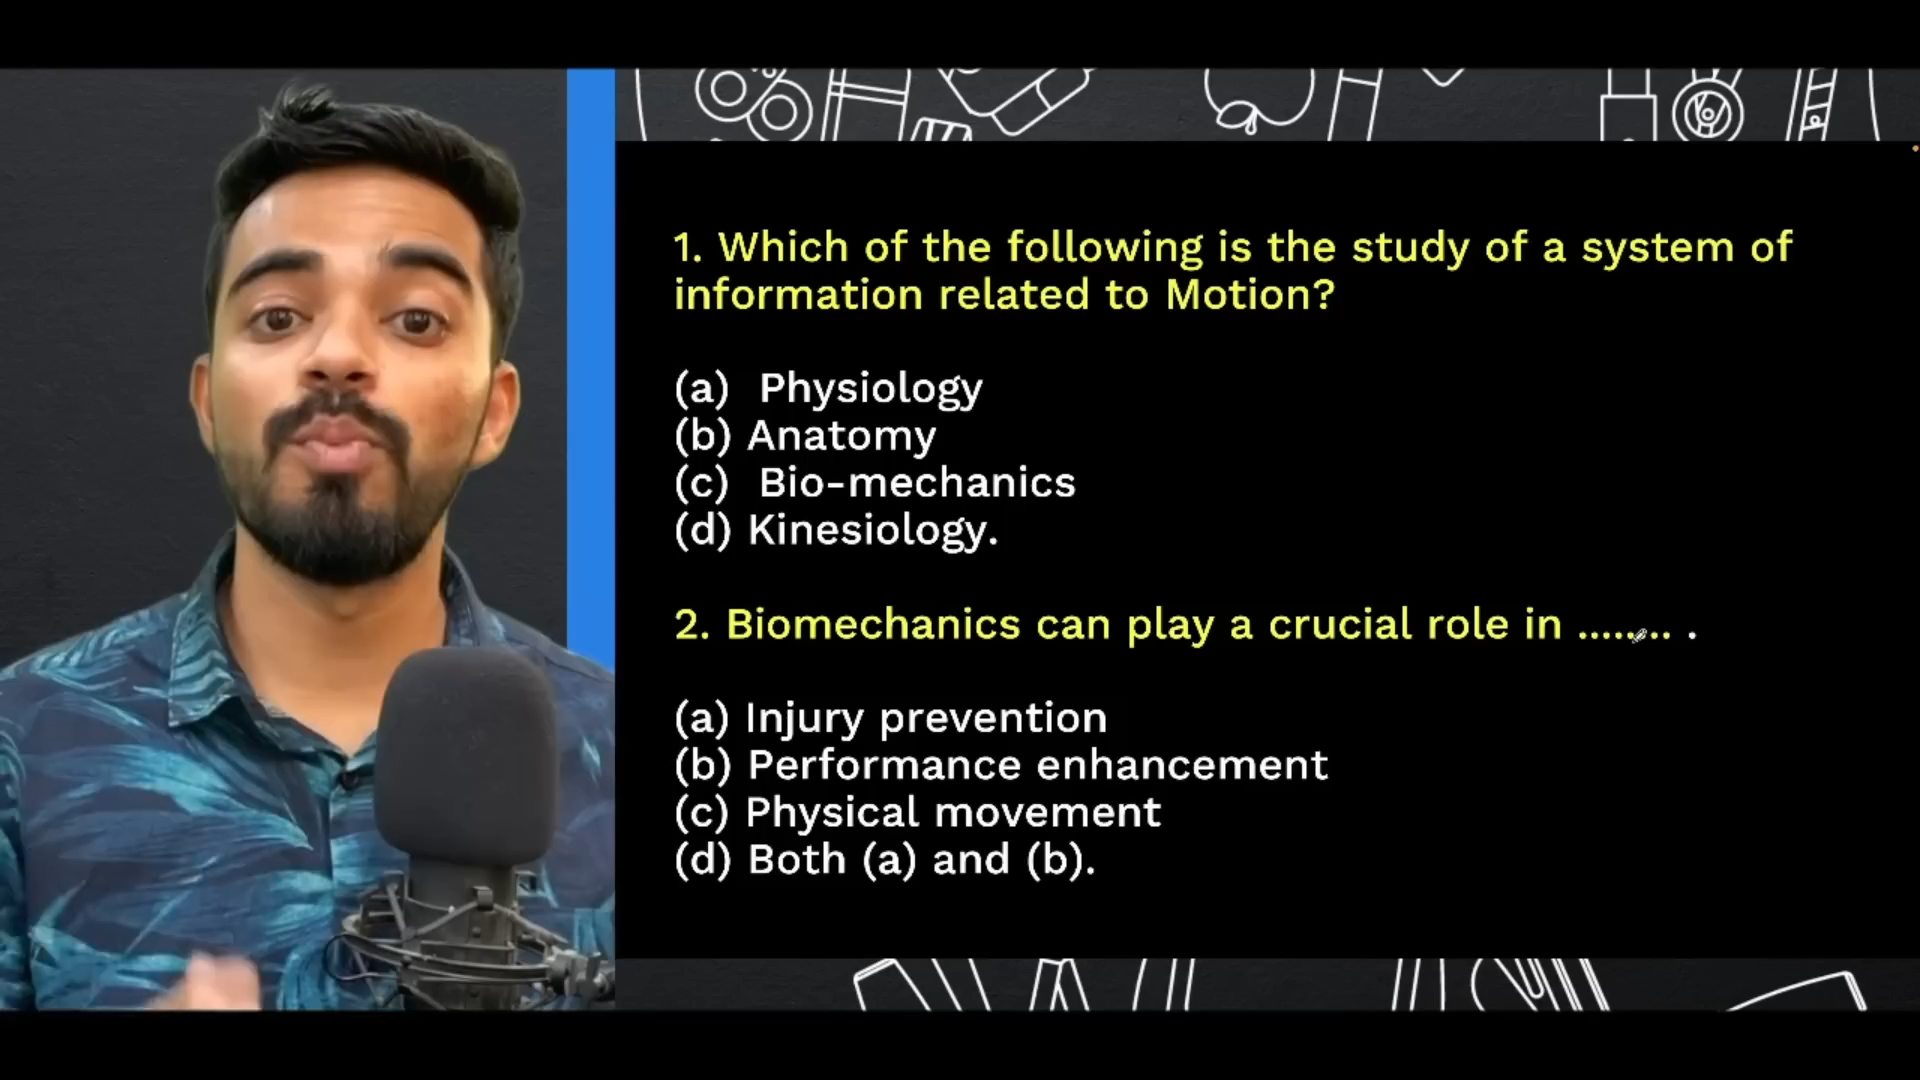 1. Which of the following is the study of a system of
information related to Motion?
(a) Physiology
(b) Anatomy
(c) Bio-mechanics
(d) Kinesiology.
2. Biomechanics can play a crucial role in ........ .
(a) Injury prevention
(b) Performance enhancement
(c) Physical movement
(d) Both (a) and (b).